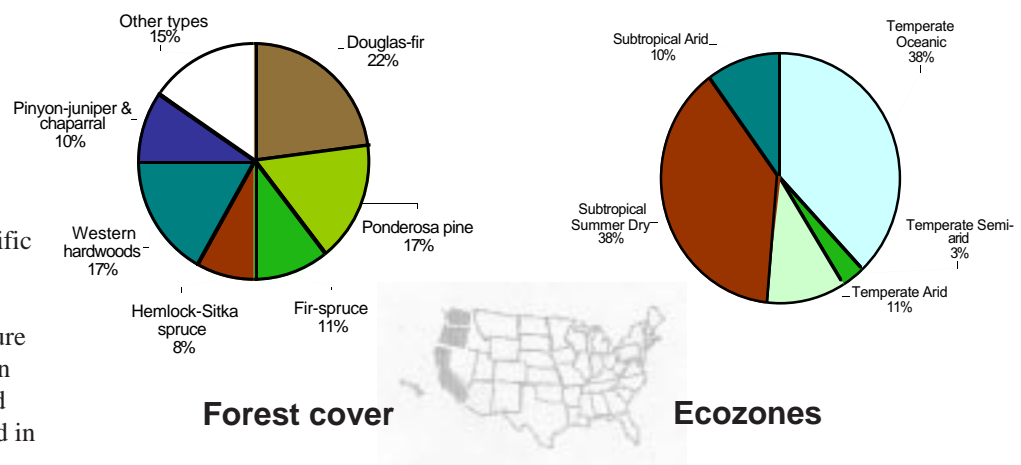 Other types
15%
Douglas-fir
22%
Pinyon-juniper &
chaparral
10%
Ponderosa pine
17%
Western
hardwoods
17%
Hemlock-Sitka
spruce
8%
Fir-spruce
11%
Forest cover
Subtropical Arid
10%
Temperate
Oceanic
38%
Subtropical
Summer Dry
38%
Temperate Semi-
arid
3%
Temperate Arid
11%
Ecozones
ific
ure
n
d
d in